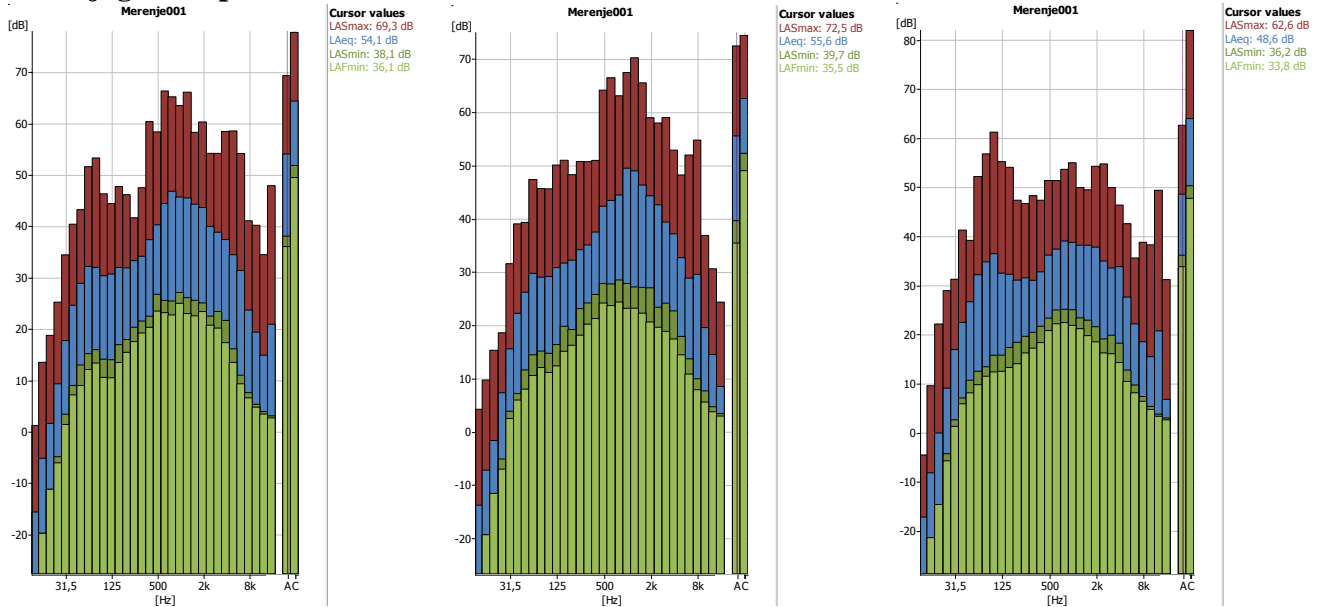 Merenje001
[dB]
70
60
50
40
30
20
10
0
-10
-20
31,5 125 500 2k 8k A C
[Hz]
Cursor values
LASmax: 69,3 dB
LAeq: 54,1 dB
LASmin: 38,1 dB
LAFmin: 36,1 dB
Merenje001
[dB]
70
60
50
40
30
20
10
0
-10
-20
31,5 125 500 2k 8k A C
[Hz]
Cursor values
LASmax: 72,5 dB
LAeq: 55,6 dB
LASmin: 39,7 dB
LAFmin: 35,5 dB
Merenje001
[dB]
80
70
60
50
40
30
20
10
0
-10
-20
31,5 125 500 2k 8k A C
[Hz]
Cursor values
LASmax: 62,6 dB
LAeq: 48,6 dB
LASmin: 36,2 dB
LAFmin: 33,8 dB